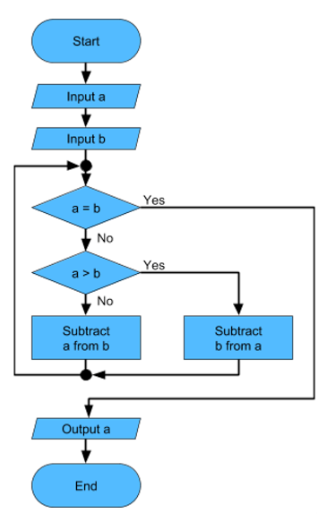 Start
Input a
Input b
a = b
Yes
No
a > b
Yes
No
Subtract
a from b
Subtract
b from a
Output a
End